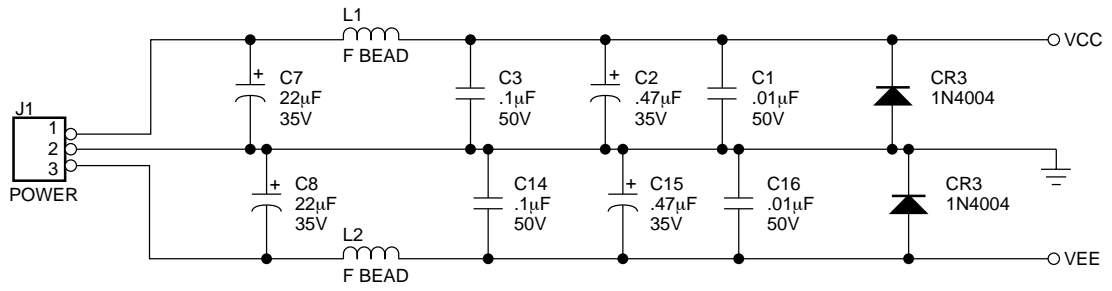 L1
F BEAD
VCC
+
C7
22µF
35V
C3
.1µF
50V
+
C2
.47µF
35V
C1
.01µF
50V
CR3
1N4004
J1
1
2
3
POWER
+
C8
22µF
35V
C14
.1µF
50V
+
C15
.47µF
35V
C16
.01µF
50V
CR3
1N4004
L2
F BEAD
VEE